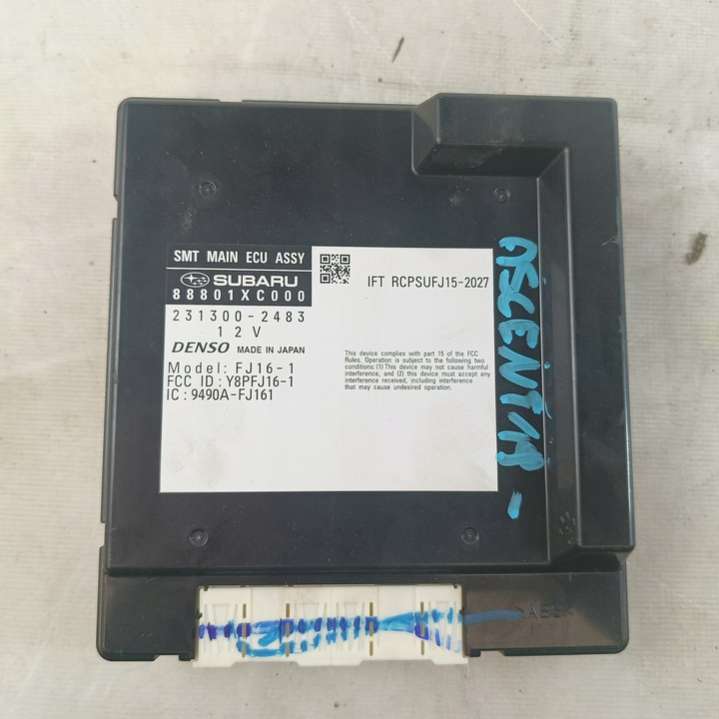 SMT MAIN ECU ASSY
SUBARU
88801XC000
231300-2483
12V
DENSO MADE IN JAPAN
Model: FJ16-1
FCC ID : Y8PFJ16-1
IC : 9490A-FJ161
IFT RCPSUFJ15-2027
This device complies with part 15 of the FCC
Rules. Operation is subject to the following two
conditions:(1) This device may not cause harmful
interference, and (2) this device must accept any
interference received, including interference
that may cause undesired operation.
ASCENT/19